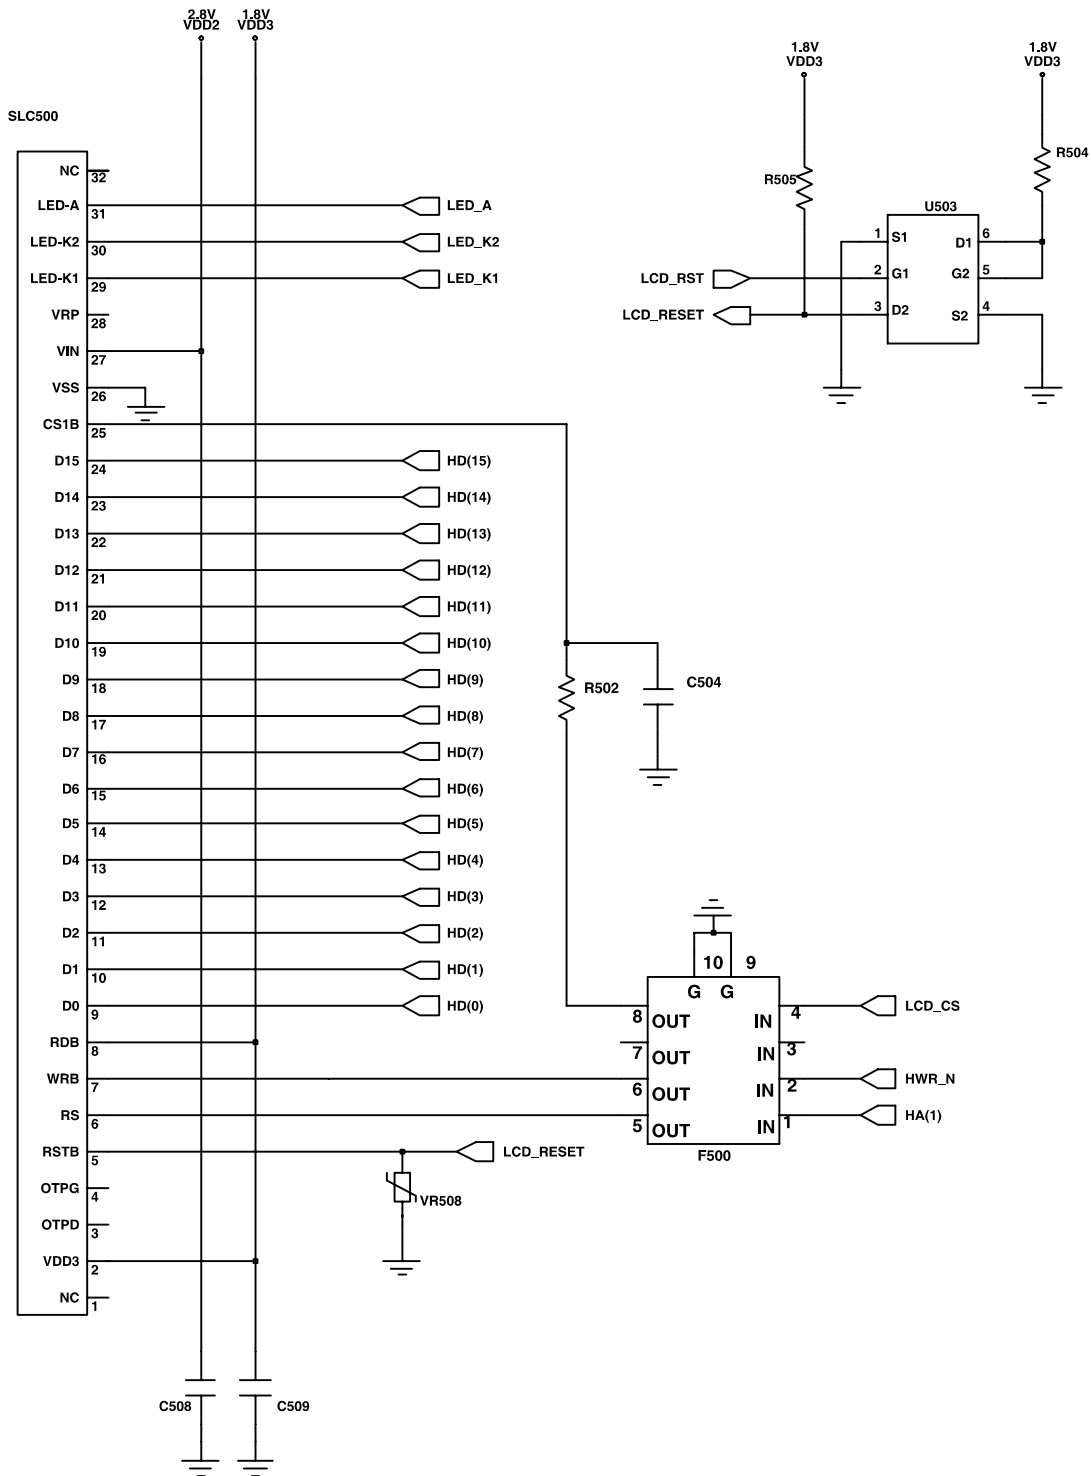 2.8V 1.8V
VDD2 VDD3
1.8V
VDD3
1.8V
VDD3
SLC500
NC 32
LED-A 31 LED_A
LED-K2 30 LED_K2
LED-K1 29 LED_K1
VRP 28
VIN 27
VSS 26
CS1B 25
D15 24 HD(15)
D14 23 HD(14)
D13 22 HD(13)
D12 21 HD(12)
D11 20 HD(11)
D10 19 HD(10)
D9 18 HD(9)
D8 17 HD(8)
D7 16 HD(7)
D6 15 HD(6)
D5 14 HD(5)
D4 13 HD(4)
D3 12 HD(3)
D2 11 HD(2)
D1 10 HD(1)
D0 9 HD(0)
RDB 8
WRB 7
RS 6
RSTB 5 LCD_RESET
OTPG 4
OTPD 3
VDD3 2
NC 1
VR508
C508 C509
R505 R504
U503
1 S1 D1 6
LCD_RST 2 G1 G2 5
LCD_RESET 3 D2 S2 4
R502 C504
10 9
G G
8 OUT IN 4 LCD_CS
7 OUT IN 3
6 OUT IN 2 HWR_N
5 OUT IN 1 HA(1)
F500